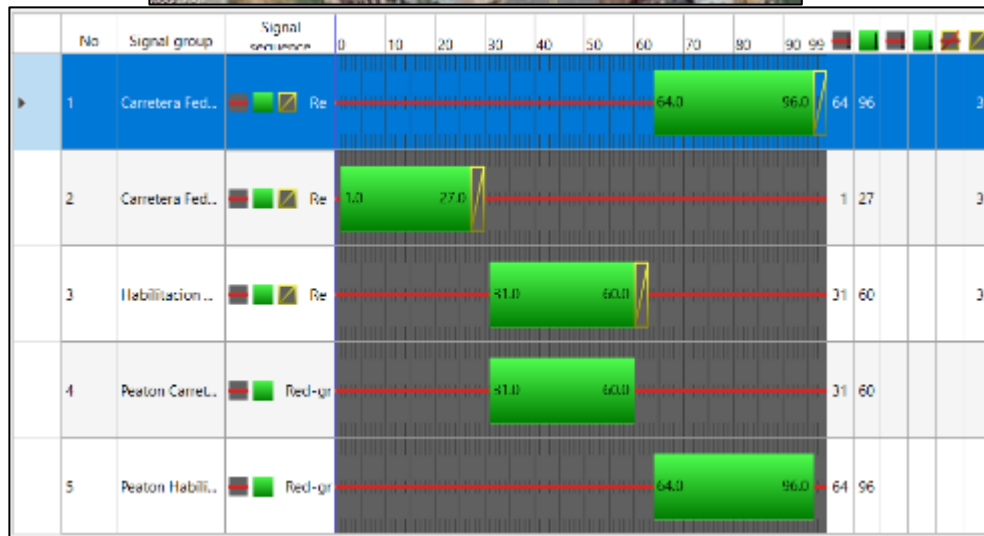 No Signal group Signal sequence 0 10 20 30 40 50 60 70 80 90 99
1 Carretera Fed... Re 64.0 96.0 64 96 3
2 Carretera Fed... Re 1.0 27.0 1 27 3
3 Habilitacion ... Re 31.0 60.0 31 60 3
4 Peaton Carret... Red-gr 31.0 60.0 31 60
5 Peaton Habili... Red-gr 64.0 96.0 64 96